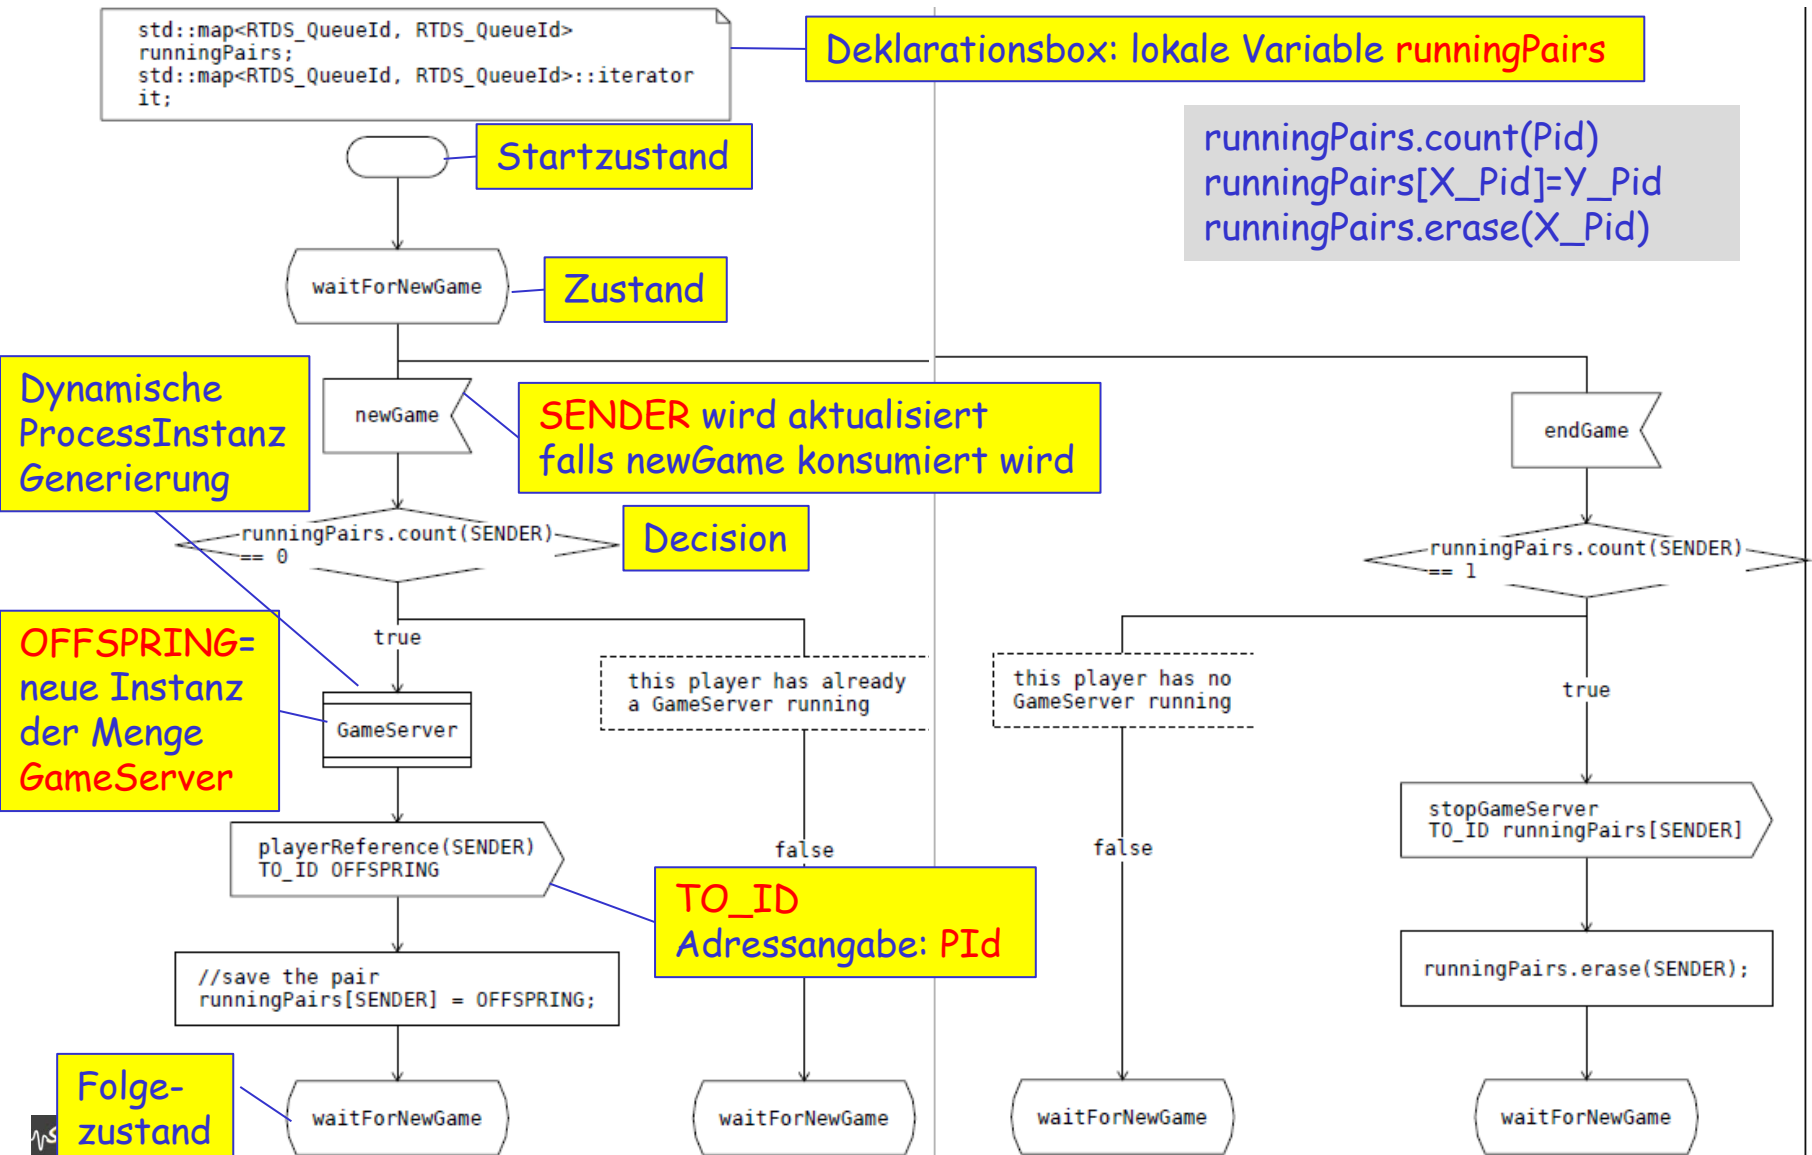 std::map<RTDS_QueueId, RTDS_QueueId>
runningPairs;
std::map<RTDS_QueueId, RTDS_QueueId>::iterator
it;
Deklarationsbox: lokale Variable runningPairs
runningPairs.count(Pid)
runningPairs[X_Pid]=Y_Pid
runningPairs.erase(X_Pid)
Startzustand
waitForNewGame
Zustand
Dynamische
ProcessInstanz
Generierung
newGame
SENDER wird aktualisiert
falls newGame konsumiert wird
endGame
runningPairs.count(SENDER)
== 0
Decision
runningPairs.count(SENDER)
== 1
OFFSPRING=
neue Instanz
der Menge
GameServer
true
GameServer
this player has already
a GameServer running
this player has no
GameServer running
true
playerReference(SENDER)
TO_ID OFFSPRING
false
false
stopGameServer
TO_ID runningPairs[SENDER]
TO_ID
Adressangabe: PId
//save the pair
runningPairs[SENDER] = OFFSPRING;
runningPairs.erase(SENDER);
Folge-
zustand
waitForNewGame
waitForNewGame
waitForNewGame
waitForNewGame